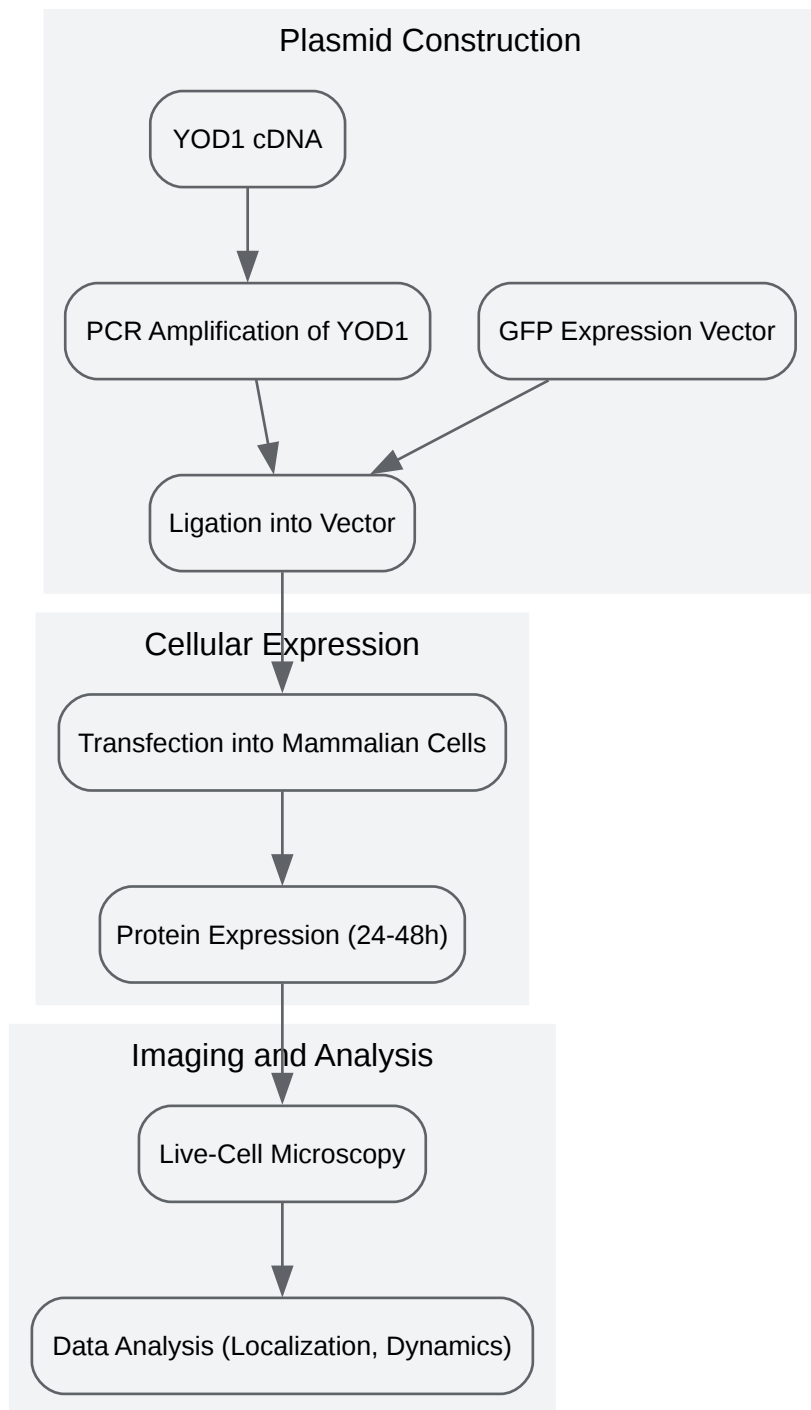 Plasmid Construction
YOD1 cDNA
PCR Amplification of YOD1
GFP Expression Vector
Ligation into Vector
Cellular Expression
Transfection into Mammalian Cells
Protein Expression (24-48h)
Imaging and Analysis
Live-Cell Microscopy
Data Analysis (Localization, Dynamics)